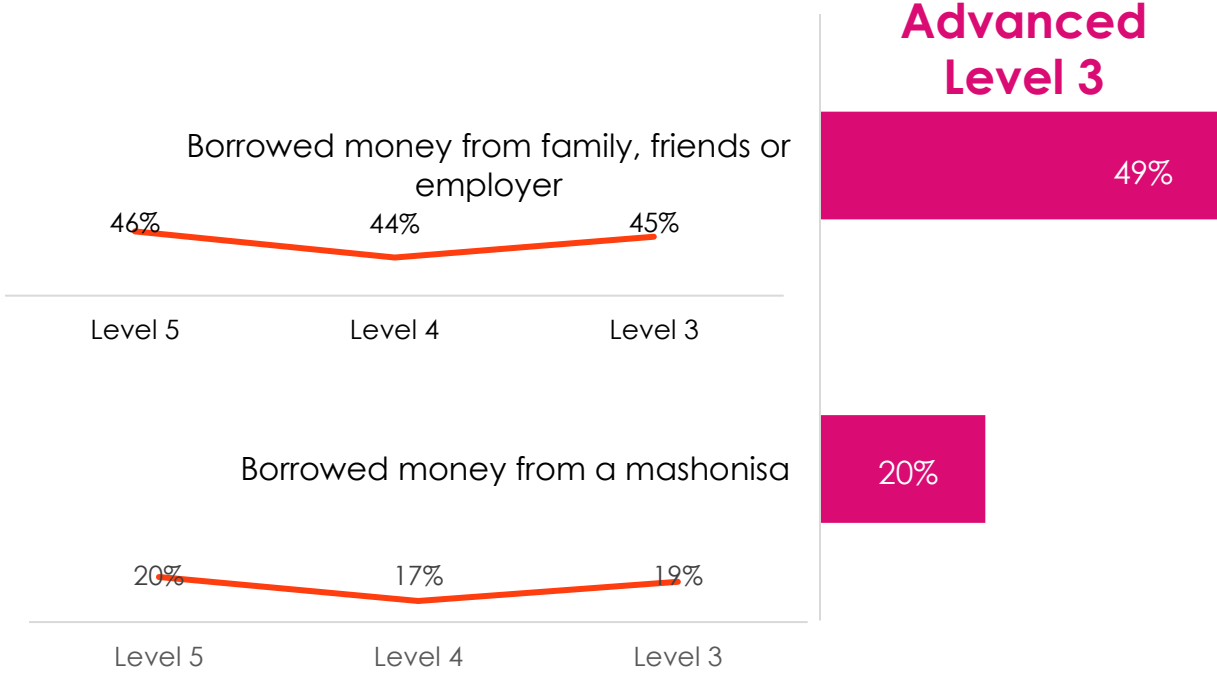 Advanced
Level 3
Borrowed money from family, friends or
employer
49%
46%
44%
45%
Level 5
Level 4
Level 3
Borrowed money from a mashonisa
20%
20%
17%
19%
Level 5
Level 4
Level 3